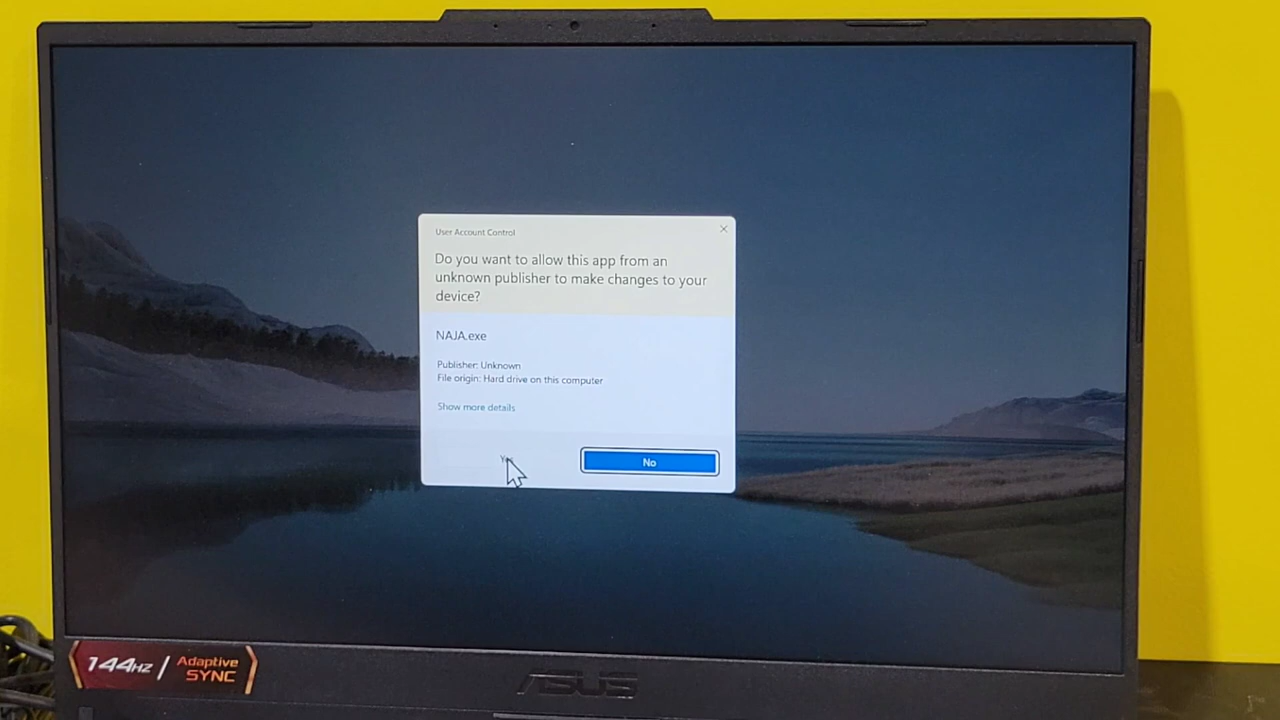 User Account Control
Do you want to allow this app from an
unknown publisher to make changes to your
device?
NAJA.exe
Publisher: Unknown
File origin: Hard drive on this computer
Show more details
Yes
No
144Hz / Adaptive
SYNC
ASUS